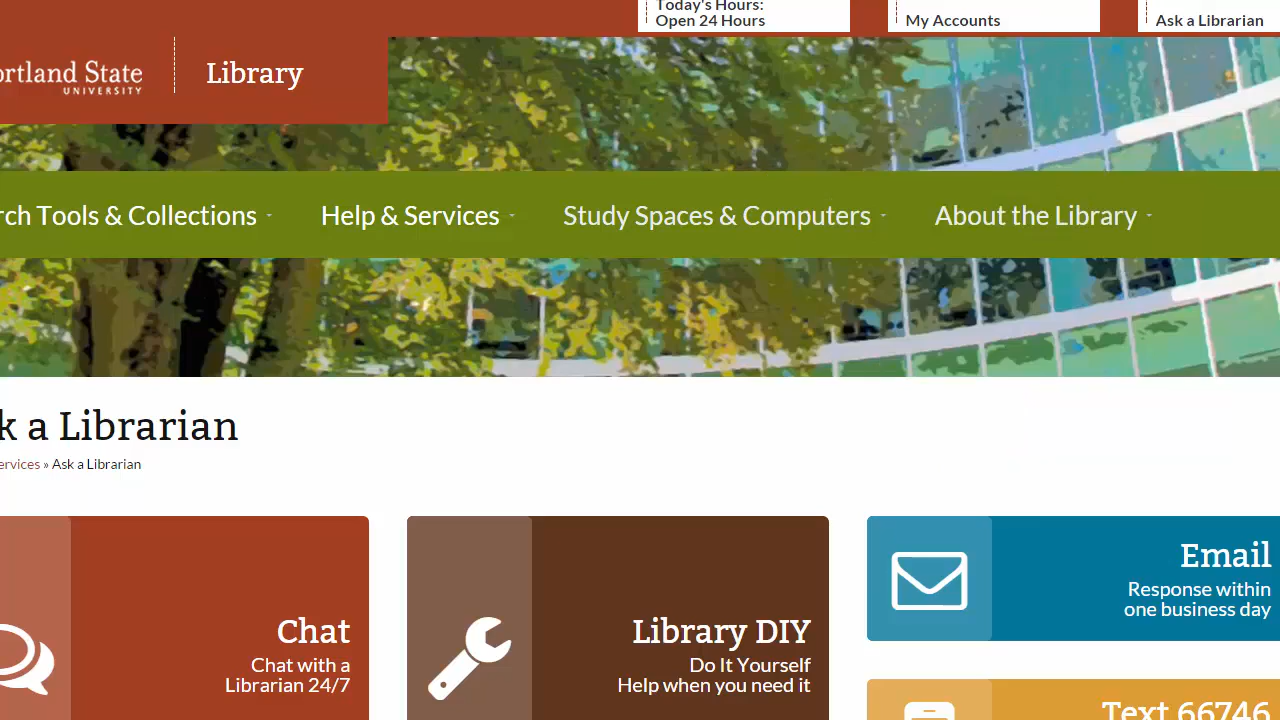 Today's Hours:
Open 24 Hours
My Accounts
Ask a Librarian
ortland State
UNIVERSITY
Library
rch Tools & Collections
Help & Services
Study Spaces & Computers
About the Library
k a Librarian
ervices » Ask a Librarian
Chat
Chat with a
Librarian 24/7
Library DIY
Do It Yourself
Help when you need it
Email
Response within
one business day
Text 66746